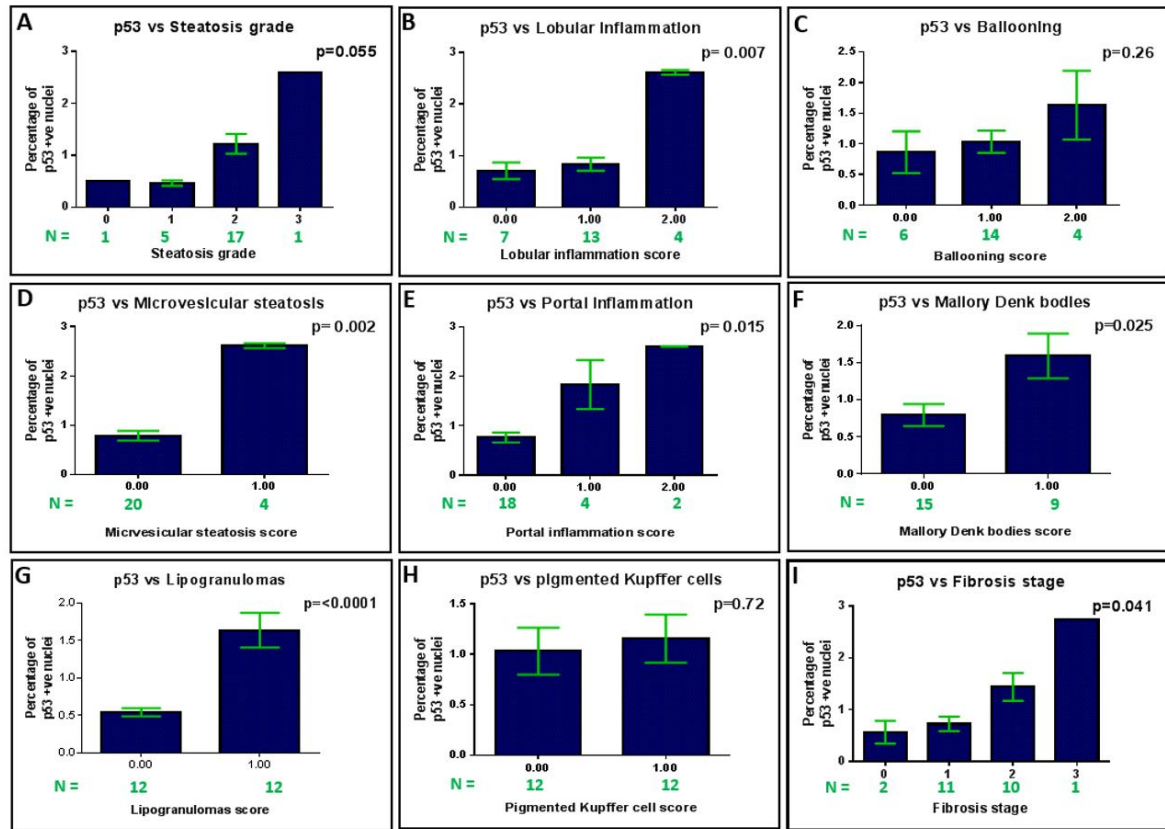 A
p53 vs Steatosis grade
p=0.055
Percentage of
p53 +ve nuclei
3
2
1
0
0 1 2 3
N = 1 5 17 1
Steatosis grade
B
p53 vs Lobular Inflammation
p= 0.007
Percentage of
p53 +ve nuclei
3
2
1
0
0.00 1.00 2.00
N = 7 13 4
Lobular inflammation score
C
p53 vs Ballooning
p=0.26
Percentage of
p53 +ve nuclei
2.5
2.0
1.5
1.0
0.5
0.0
0.00 1.00 2.00
N = 6 14 4
Ballooning score
D
p53 vs Microvesicular steatosis
p= 0.002
Percentage of
p53 +ve nuclei
3
2
1
0
0.00 1.00
N = 20 4
Micrvesicular steatosis score
E
p53 vs Portal Inflammation
p= 0.015
Percentage of
p53 +ve nuclei
3
2
1
0
0.00 1.00 2.00
N = 18 4 2
Portal inflammation score
F
p53 vs Mallory Denk bodies
p=0.025
Percentage of
p53 +ve nuclei
2.0
1.5
1.0
0.5
0.0
0.00 1.00
N = 15 9
Mallory Denk bodies score
G
p53 vs Lipogranulomas
p=<0.0001
Percentage of
p53 +ve nuclei
2.0
1.5
1.0
0.5
0.0
0.00 1.00
N = 12 12
Lipogranulomas score
H
p53 vs pigmented Kupffer cells
p=0.72
Percentage of
p53 +ve nuclei
1.5
1.0
0.5
0.0
0.00 1.00
N = 12 12
Pigmented Kupffer cell score
I
p53 vs Fibrosis stage
p=0.041
Percentage of
p53 +ve nuclei
3
2
1
0
0 1 2 3
N = 2 11 10 1
Fibrosis stage